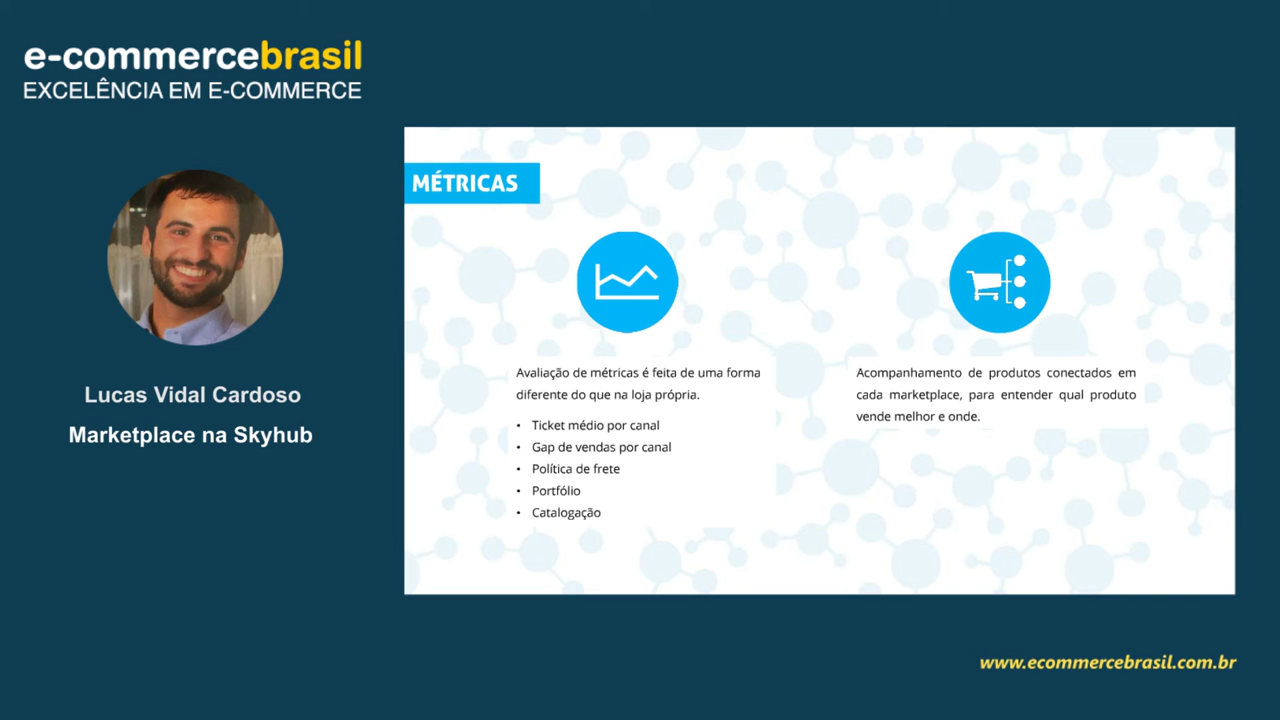 e-commercebrasil
EXCELÊNCIA EM E-COMMERCE
Lucas Vidal Cardoso
Marketplace na Skyhub
MÉTRICAS
Avaliação de métricas é feita de uma forma
diferente do que na loja própria.
• Ticket médio por canal
• Gap de vendas por canal
• Política de frete
• Portfólio
• Catalogação
Acompanhamento de produtos conectados em
cada marketplace, para entender qual produto
vende melhor e onde.
www.ecommercebrasil.com.br